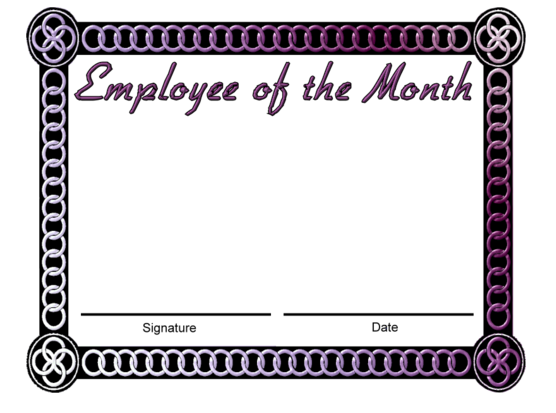 Employee of the Month
Signature Date